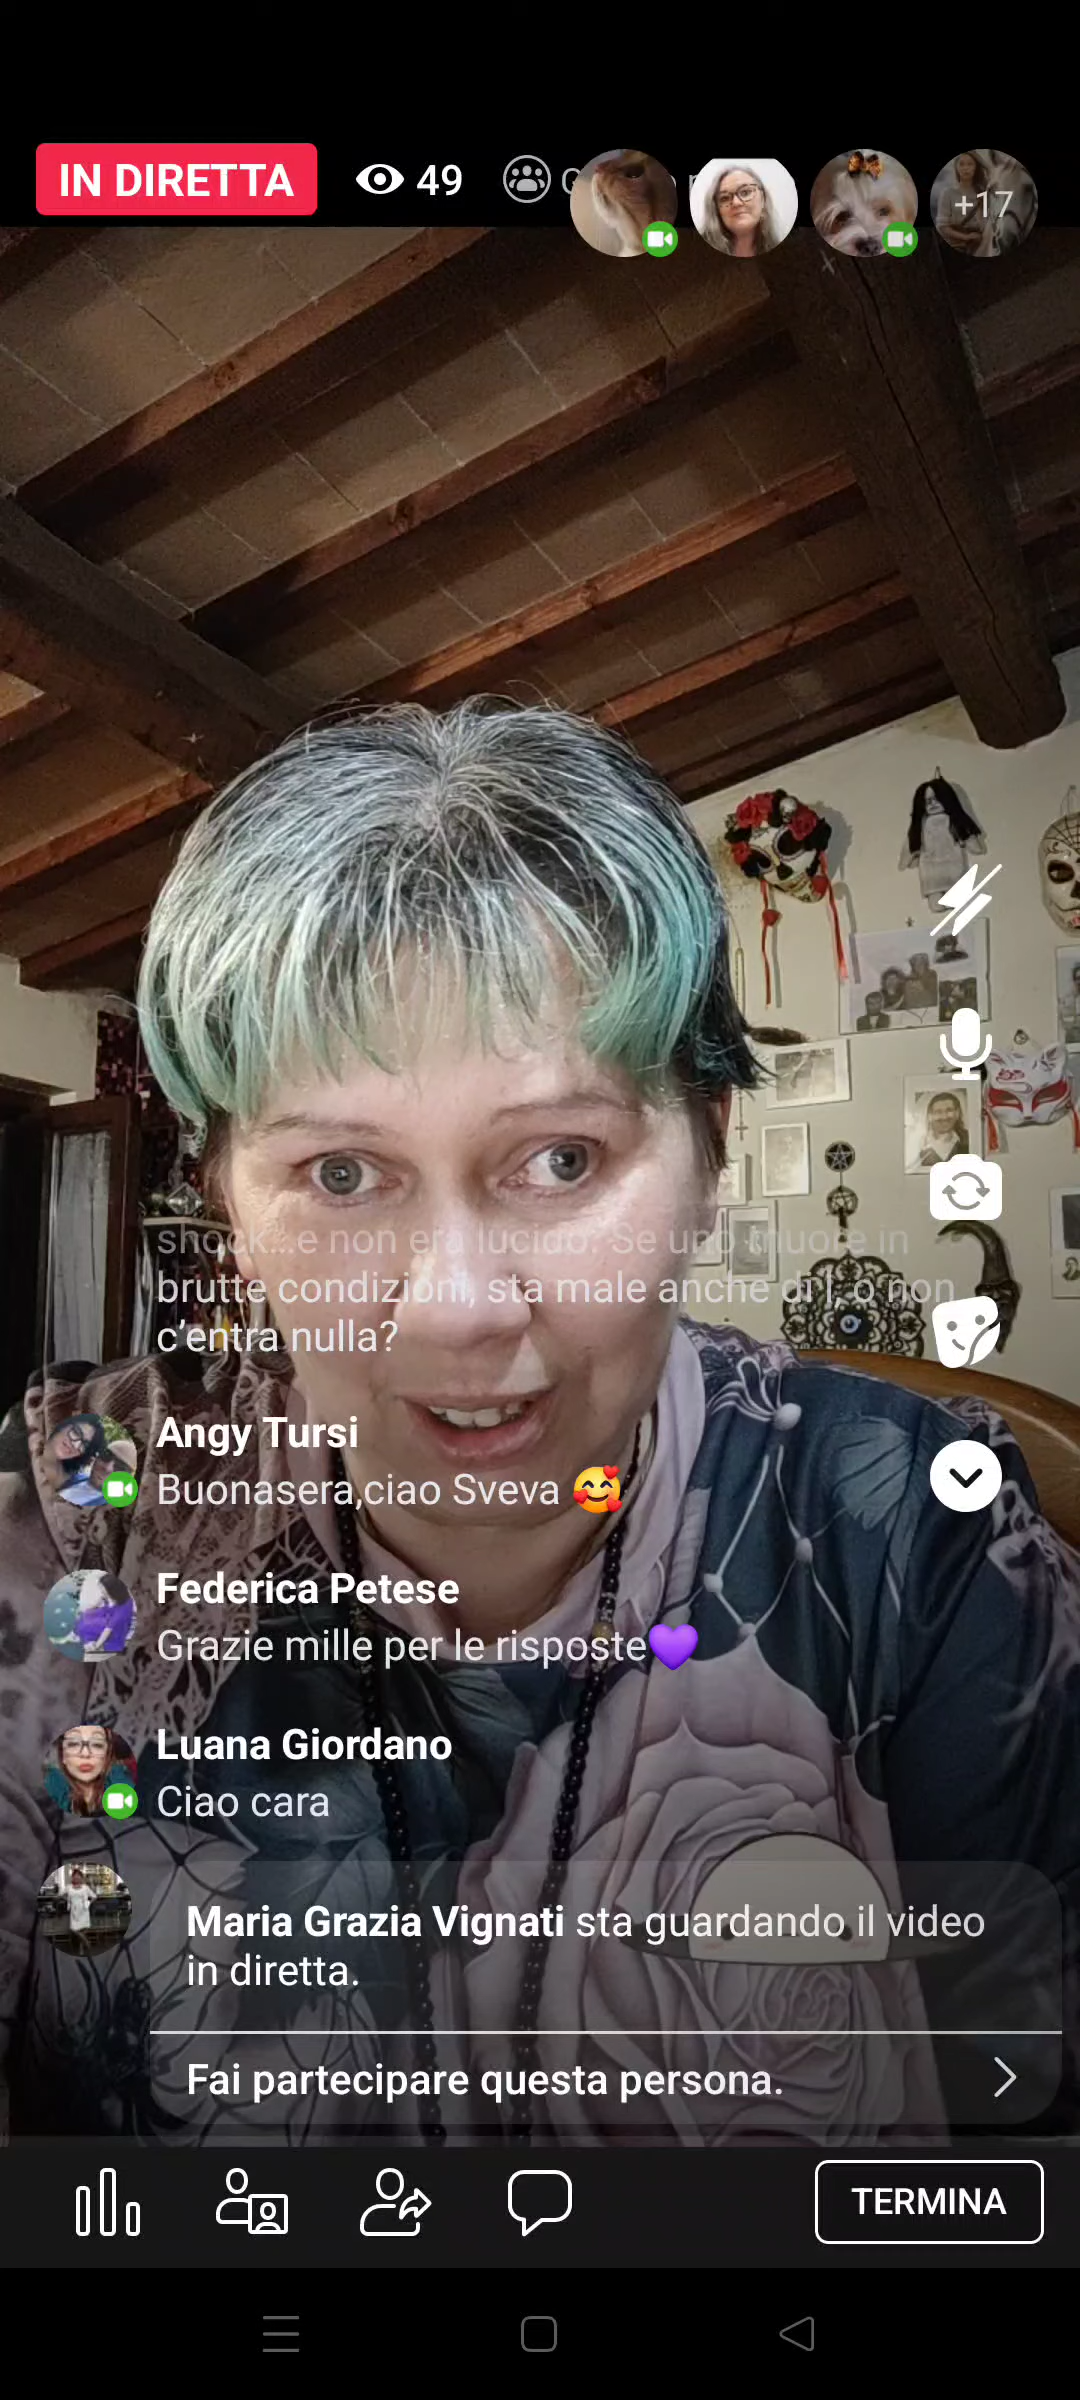 IN DIRETTA
49
+17
shock...e non era lucido. Se uno muore in
brutte condizioni, sta male anche di l, o non
c'entra nulla?
Angy Tursi
Buonasera,ciao Sveva 🥰
Federica Petese
Grazie mille per le risposte💜
Luana Giordano
Ciao cara
Maria Grazia Vignati sta guardando il video
in diretta.
Fai partecipare questa persona.
TERMINA